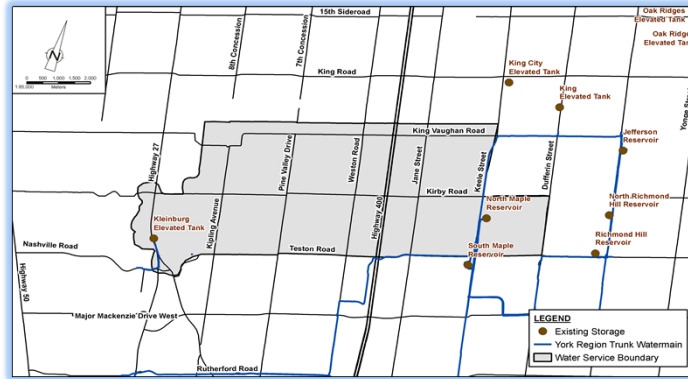 Oak Ridges
Elevated Tank
Oak Ridges
Elevated Tank
15th Sideroad
8th Concession
7th Concession
N
0 500 1,000 1,500 2,000
1:85,000
Meters
King Road
King City
Elevated Tank
King
Elevated Tank
Yonge Street
King Vaughan Road
Jefferson
Reservoir
Highway 27
Pine Valley Drive
Weston Road
Jane Street
Keele Street
Dufferin Street
Kirby Road
Kipling Avenue
Highway 400
North Maple
Reservoir
North Richmond
Hill Reservoir
Kleinburg
Elevated Tank
Nashville Road
Teston Road
South Maple
Reservoir
Richmond Hill
Reservoir
Highway 50
Major Mackenzie Drive West
Rutherford Road
LEGEND
Existing Storage
York Region Trunk Watermain
Water Service Boundary